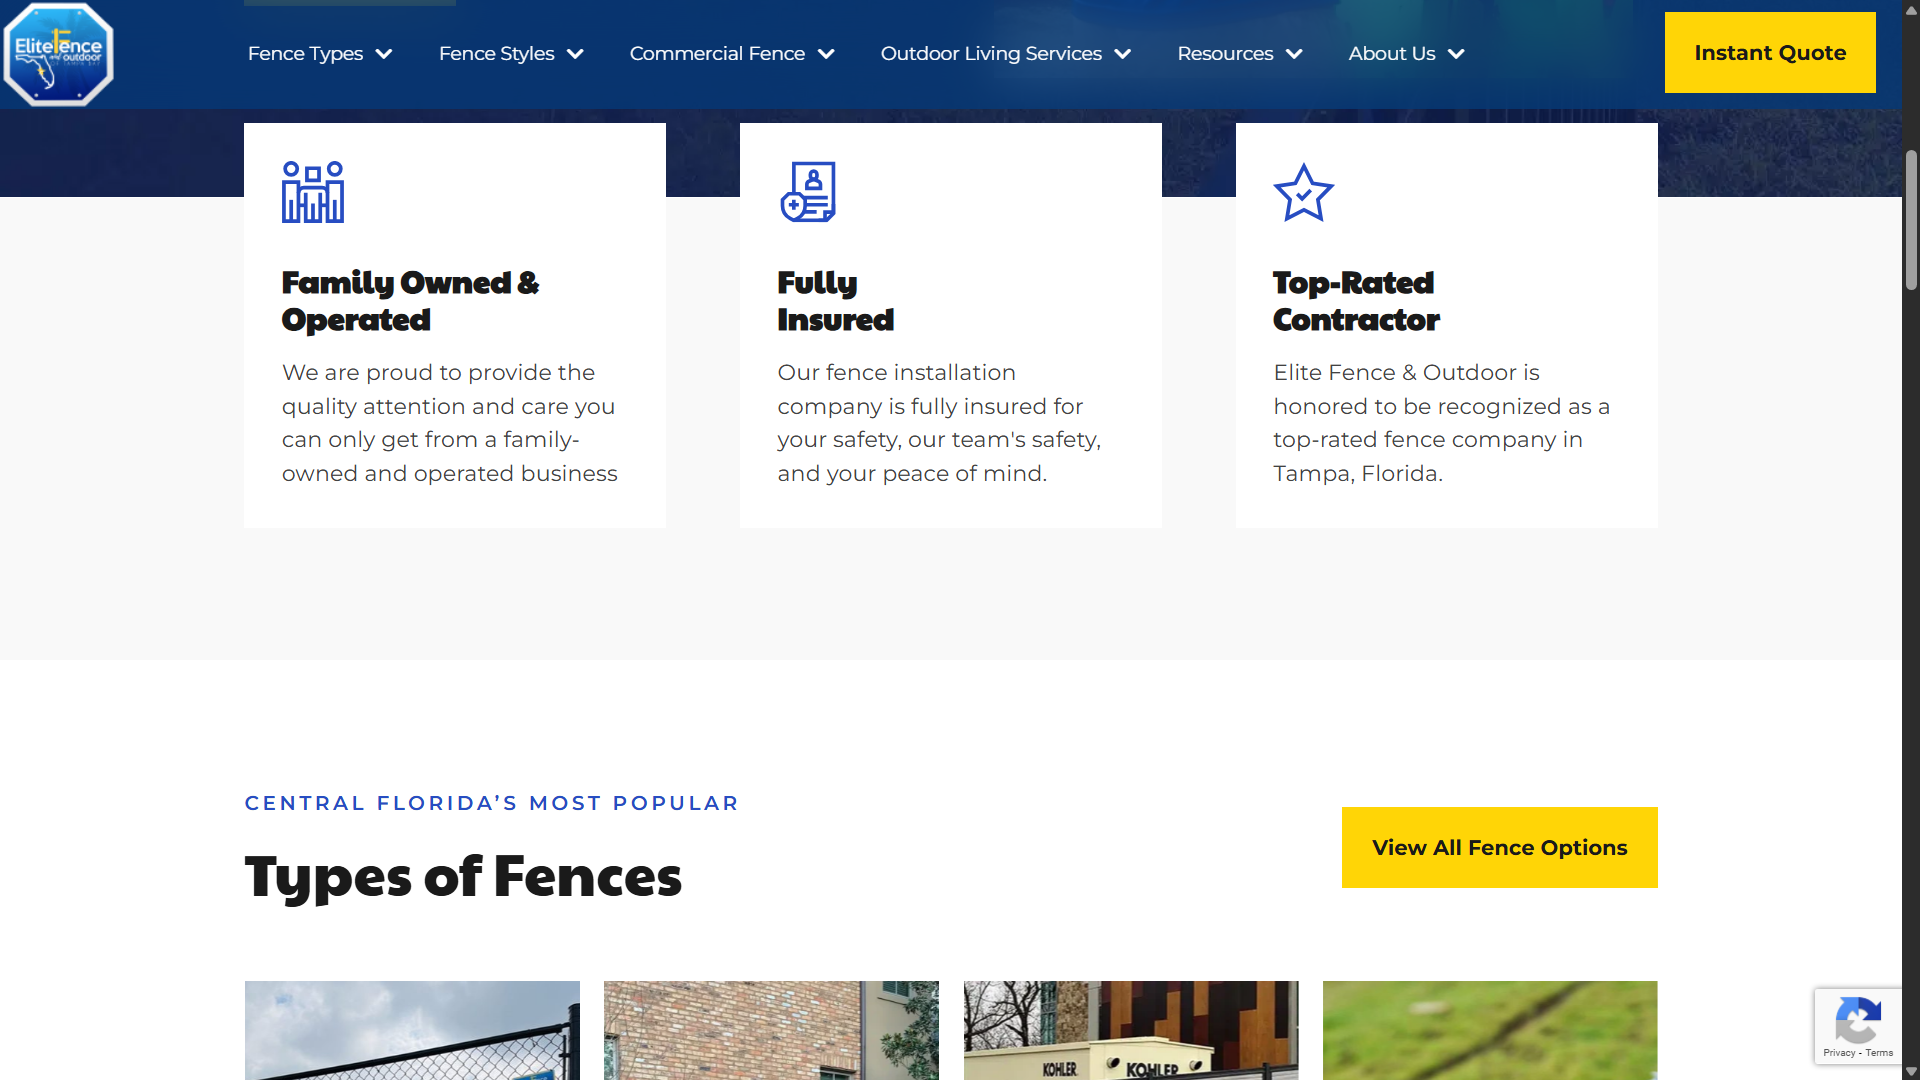 EliteFence
outdoor
Fence Types
Fence Styles
Commercial Fence
Outdoor Living Services
Resources
About Us
Instant Quote
Family Owned &
Operated
We are proud to provide the
quality attention and care you
can only get from a family-
owned and operated business
Fully
Insured
Our fence installation
company is fully insured for
your safety, our team's safety,
and your peace of mind.
Top-Rated
Contractor
Elite Fence & Outdoor is
honored to be recognized as a
top-rated fence company in
Tampa, Florida.
CENTRAL FLORIDA’S MOST POPULAR
Types of Fences
View All Fence Options
KOHLER
KOHLER
Privacy - Terms